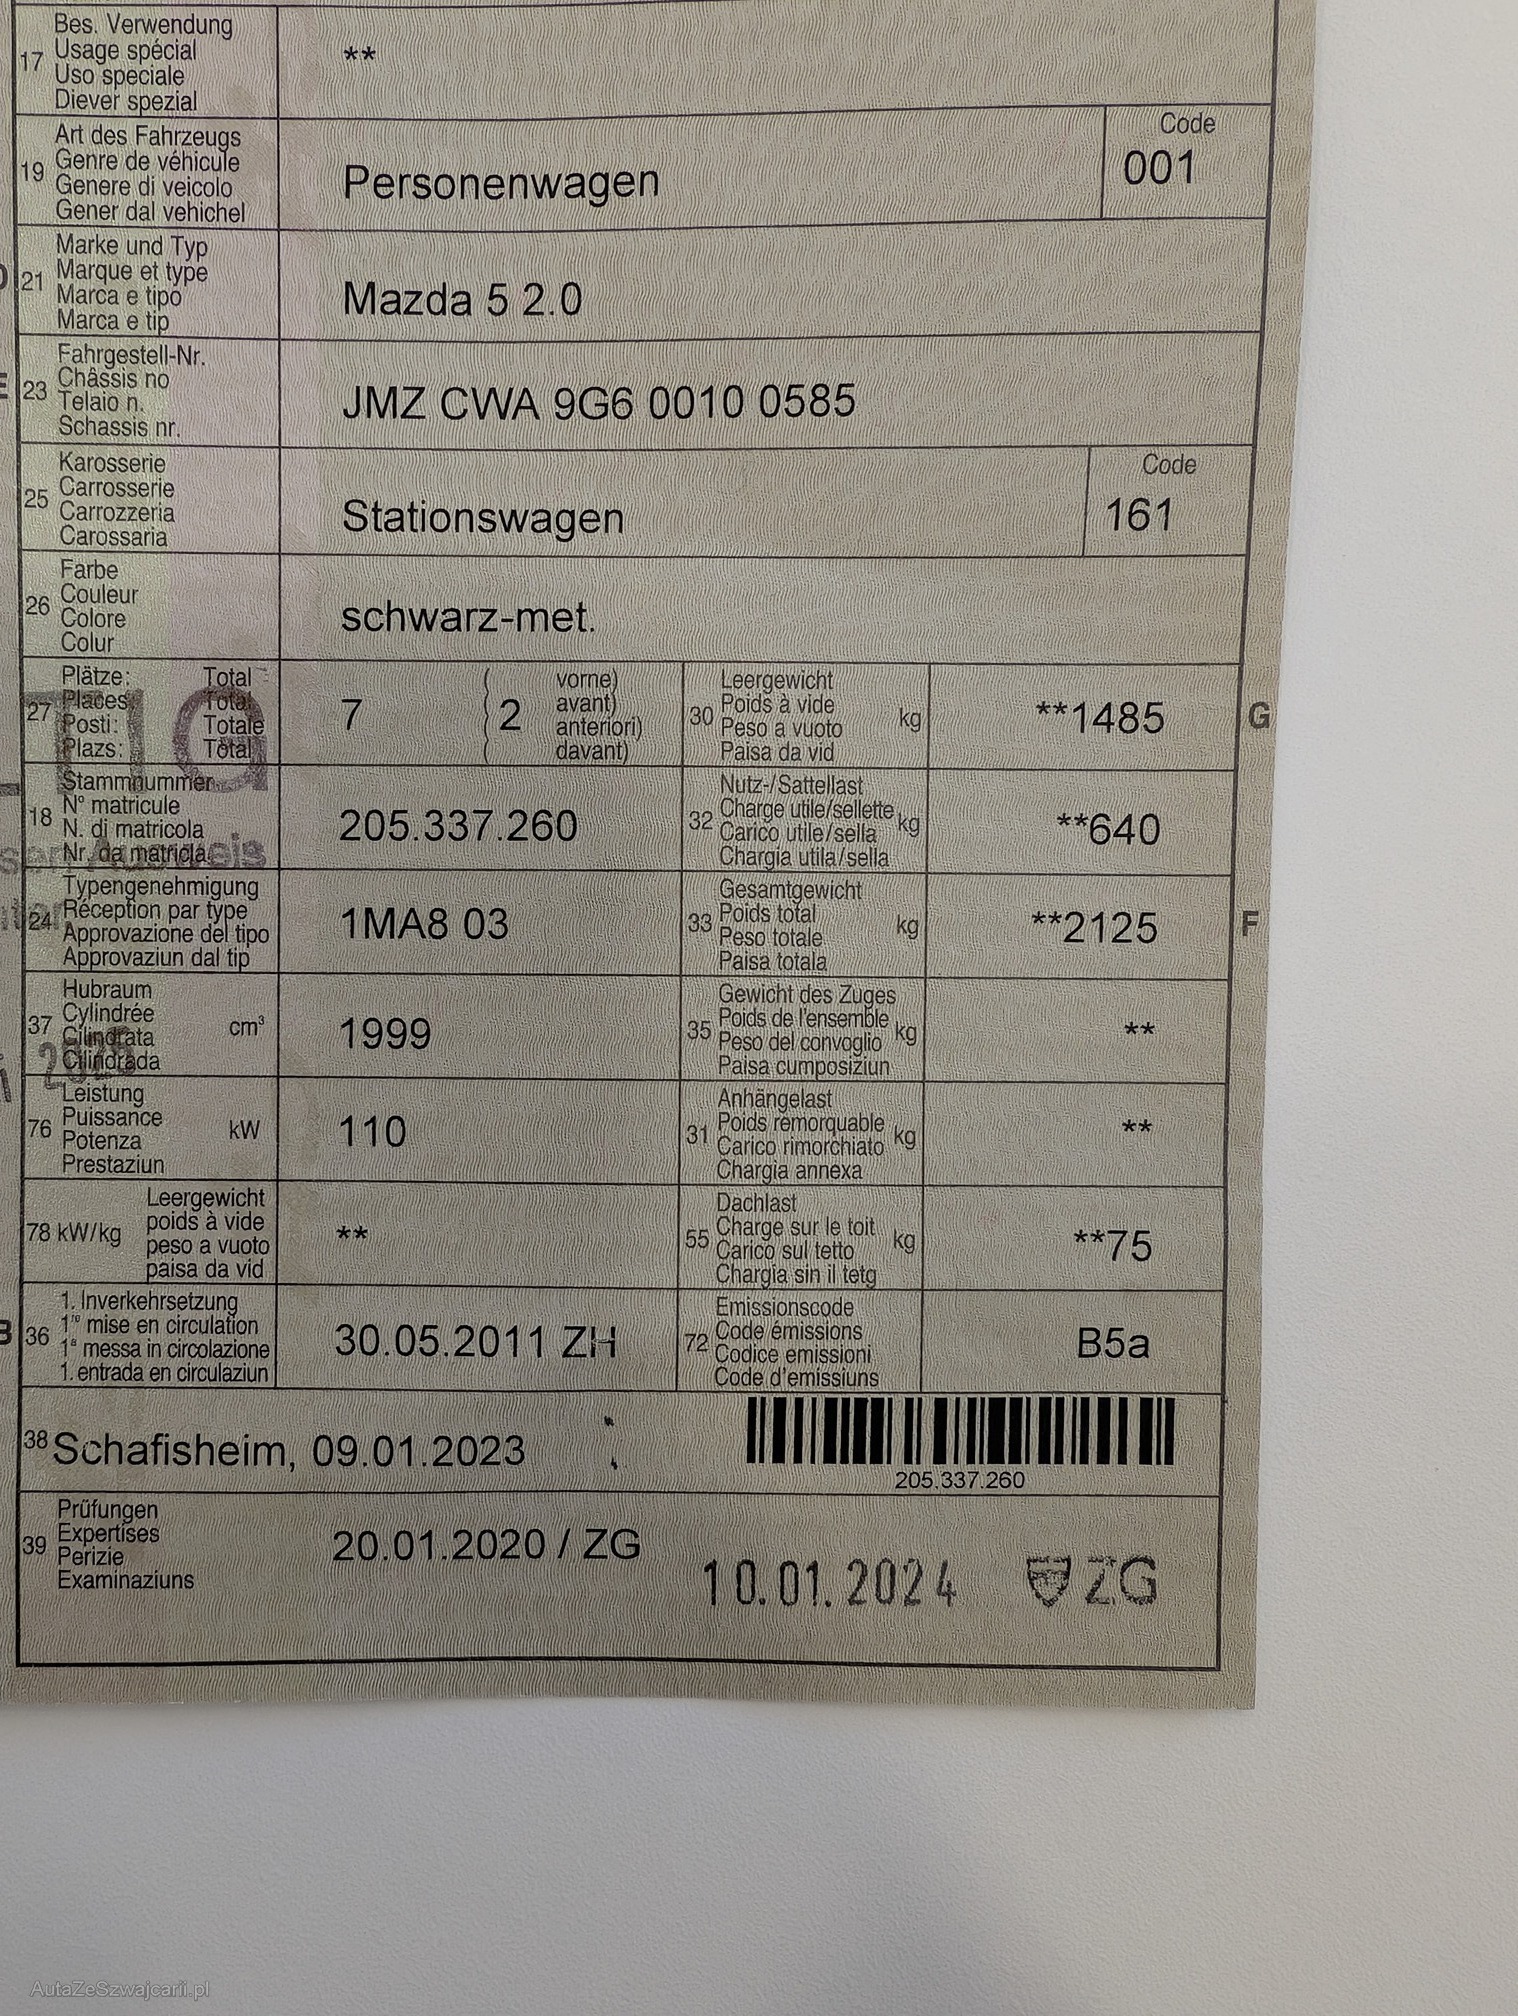 17 Bes. Verwendung
Usage spécial
Uso speciale
Diever spezial
**
19 Art des Fahrzeugs
Genre de véhicule
Genere di veicolo
Gener dal vehichel
Personenwagen
Code
001
D 21 Marke und Typ
Marque et type
Marca e tipo
Marca e tip
Mazda 5 2.0
E 23 Fahrgestell-Nr.
Châssis no
Telaio n.
Schassis nr.
JMZ CWA 9G6 0010 0585
25 Karosserie
Carrosserie
Carrozzeria
Carossaria
Stationswagen
Code
161
26 Farbe
Couleur
Colore
Colur
schwarz-met.
27 Plätze: Total
Places: Total
Posti: Totale
Plazs: Total
7
( 2 vorne)
avant)
anteriori)
( davant)
30 Leergewicht
Poids à vide
Peso a vuoto
Paisa da vid
kg
**1485
G
18 Stammnummer
N° matricule
N. di matricola
Nr. da matricla
205.337.260
32 Nutz-/Sattellast
Charge utile/sellette
Carico utile/sella
Chargia utila/sella
kg
**640
24 Typengenehmigung
Réception par type
Approvazione del tipo
Approvaziun dal tip
1MA8 03
33 Gesamtgewicht
Poids total
Peso totale
Paisa totala
kg
**2125
F
37 Hubraum
Cylindrée
Cilindrata
Cilindrada
cm³
1999
35 Gewicht des Zuges
Poids de l'ensemble
Peso del convoglio
Paisa cumposiziun
kg
**
76 Leistung
Puissance
Potenza
Prestaziun
kW
110
31 Anhängelast
Poids remorquable
Carico rimorchiato
Chargia annexa
kg
**
78 kW/kg Leergewicht
poids à vide
peso a vuoto
paisa da vid
**
55 Dachlast
Charge sur le toit
Carico sul tetto
Chargia sin il tetg
kg
**75
B 36 1. Inverkehrsetzung
1re mise en circulation
1a messa in circolazione
1. entrada en circulaziun
30.05.2011 ZH
72 Emissionscode
Code émissions
Codice emissioni
Code d'emissiuns
B5a
38 Schafisheim, 09.01.2023
205.337.260
39 Prüfungen
Expertises
Perizie
Examinaziuns
20.01.2020 / ZG
10.01.2024 ZG
AutaZeSzwajcarii.pl